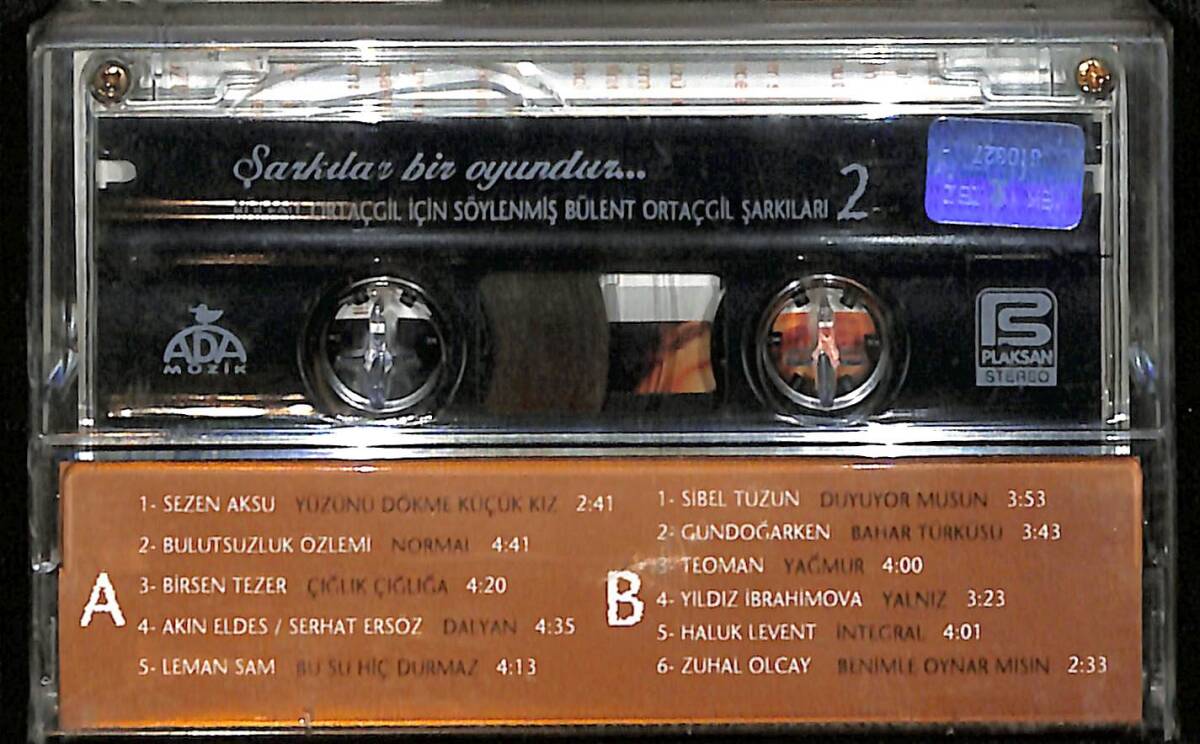 Şarkılar bir oyundur...
BÜLENT ORTAÇGİL İÇİN SÖYLENMİŞ BÜLENT ORTAÇGİL ŞARKILARI 2
ADA
MÜZİK
PLAKSAN
STEREO
A
1- SEZEN AKSU YÜZÜNÜ DÖKME KÜÇÜK KIZ 2:41
2- BULUTSUZLUK ÖZLEMİ NORMAL 4:41
3- BİRSEN TEZER ÇIĞLIK ÇIĞLIĞA 4:20
4- AKIN ELDES / SERHAT ERSÖZ DALYAN 4:35
5- LEMAN SAM BU SU HİÇ DURMAZ 4:13
B
1- SİBEL TÜZÜN DUYUYOR MUSUN 3:53
2- GÜNDOĞARKEN BAHAR TÜRKÜSÜ 3:43
3- TEOMAN YAĞMUR 4:00
4- YILDIZ İBRAHİMOVA YALNIZ 3:23
5- HALUK LEVENT İNTEGRAL 4:01
6- ZUHAL OLCAY BENİMLE OYNAR MISIN 2:33